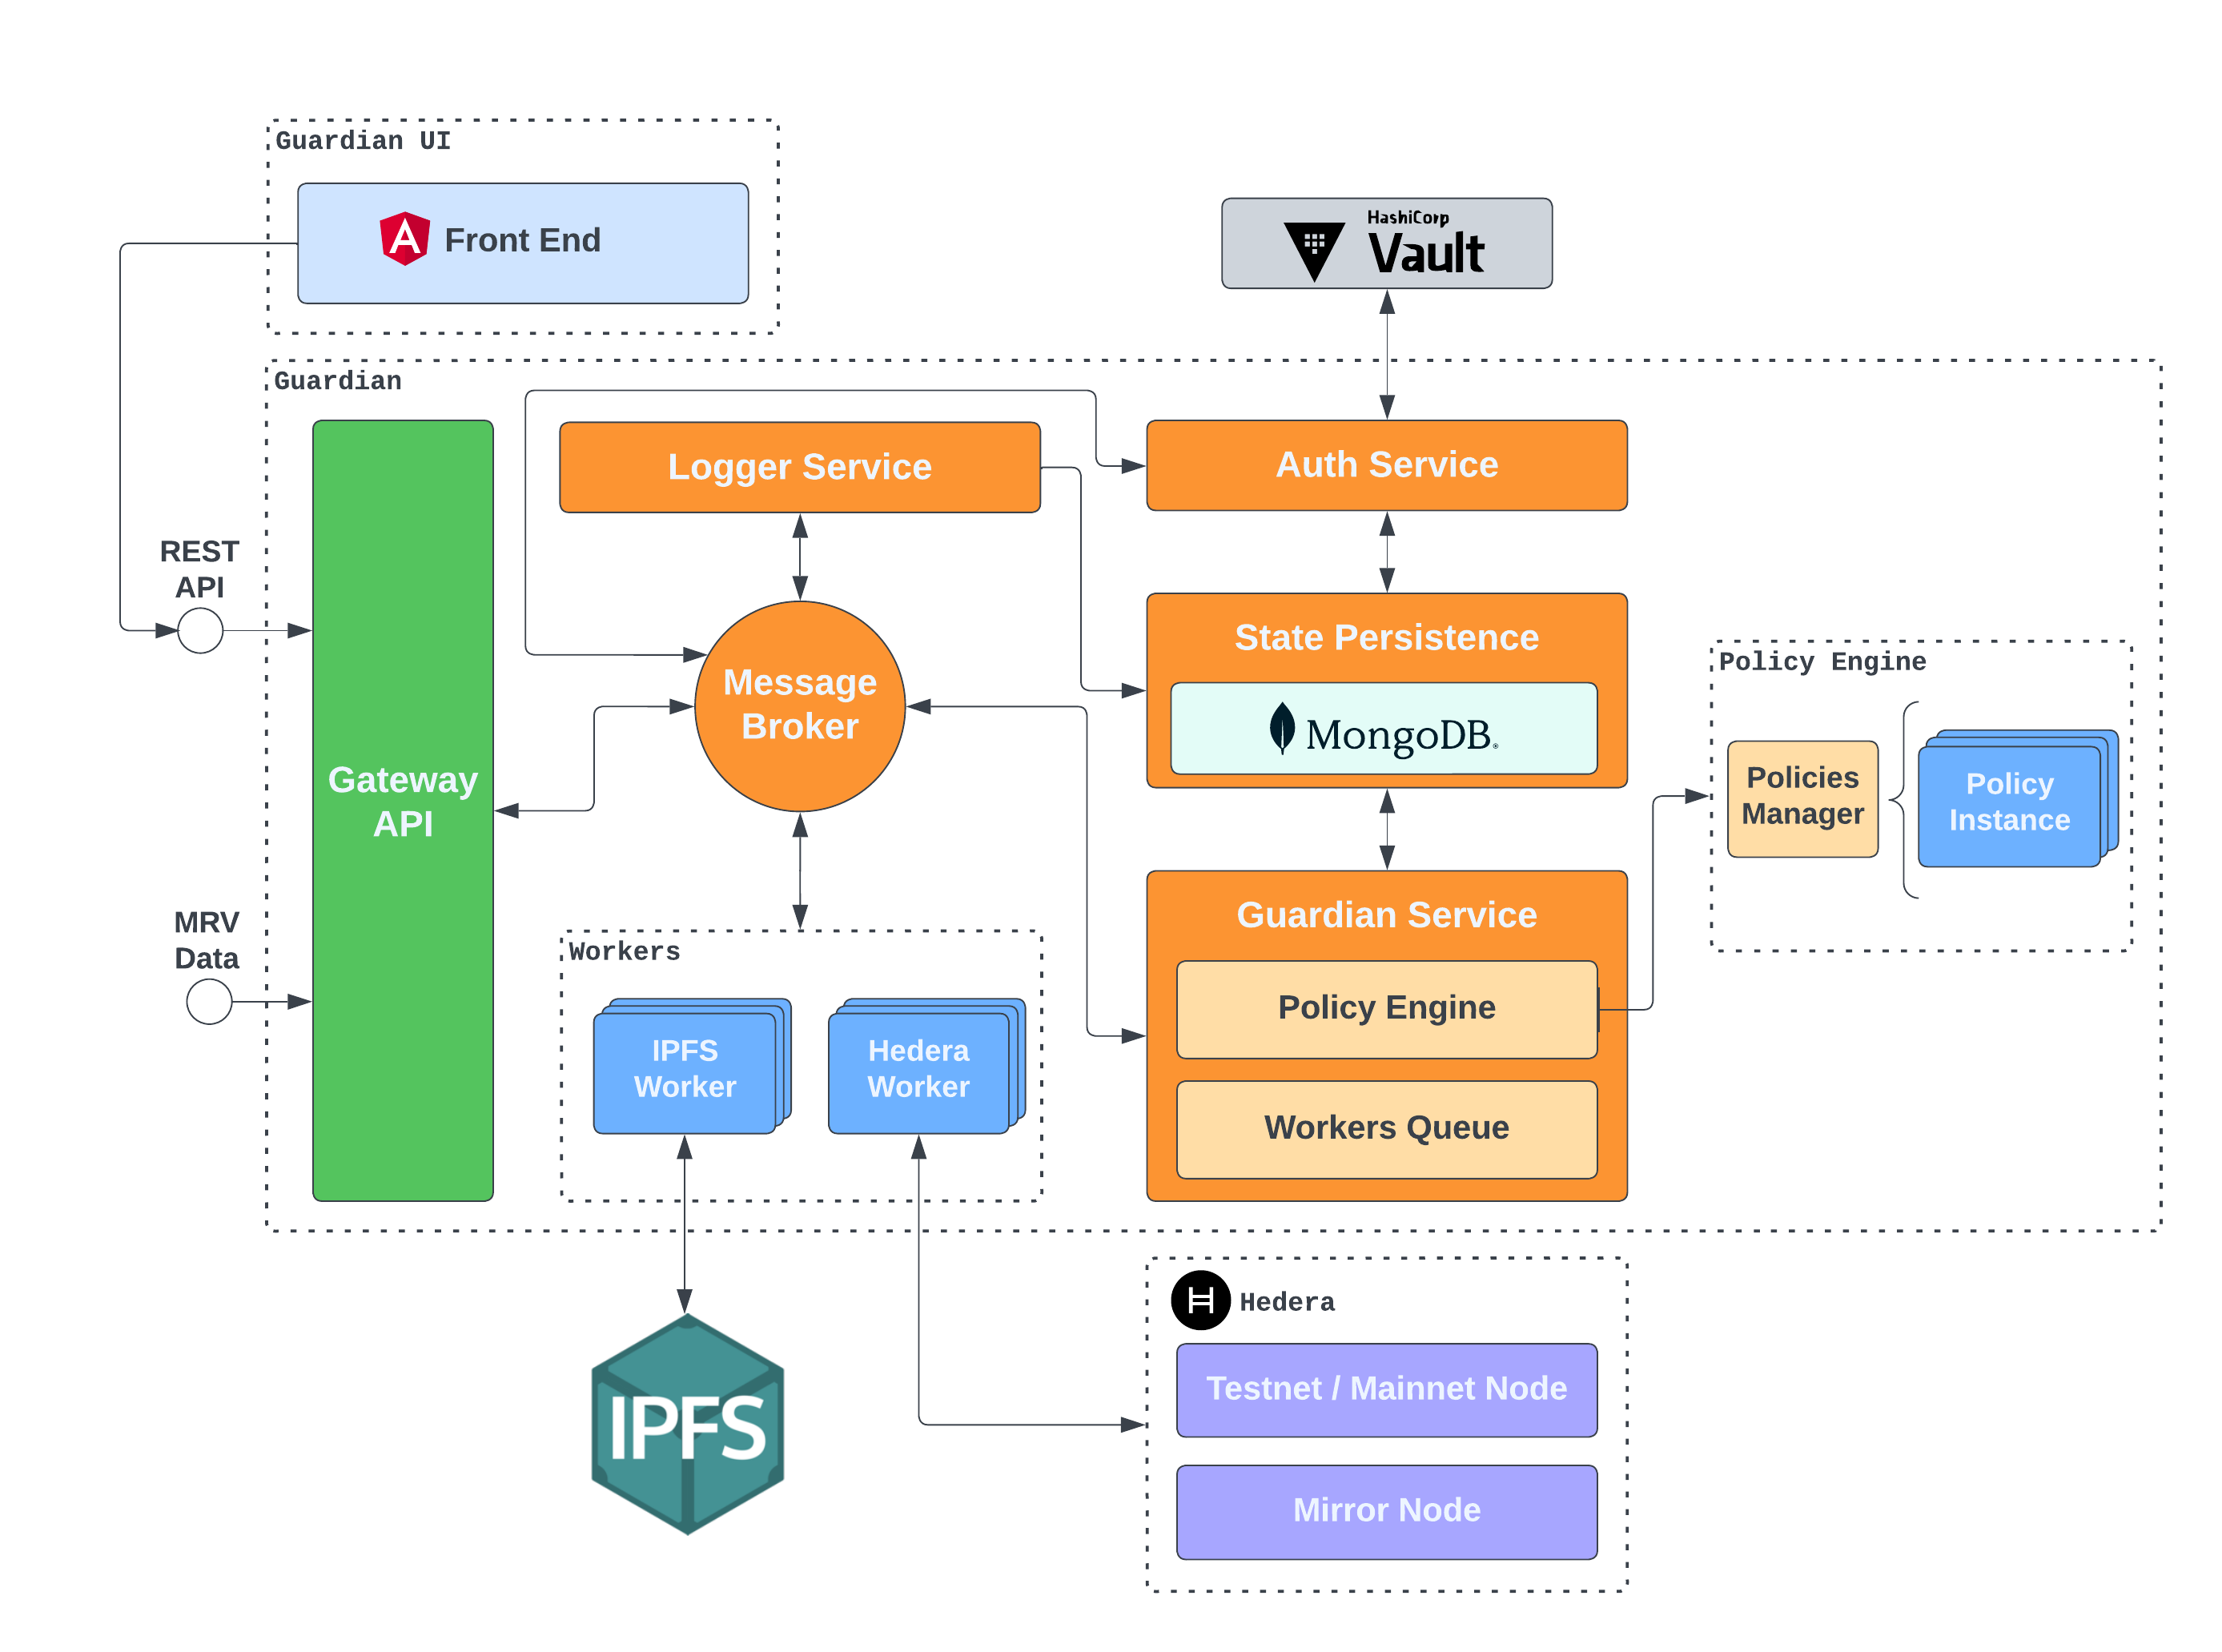 Guardian UI
Front End
HashiCorp
Vault
Guardian
Logger Service
Auth Service
REST
API
State Persistence
MongoDB®
Message
Broker
Gateway
API
Policy Engine
Policies
Manager
Policy
Instance
MRV
Data
Workers
IPFS
Worker
Hedera
Worker
Guardian Service
Policy Engine
Workers Queue
IPFS
Hedera
Testnet / Mainnet Node
Mirror Node